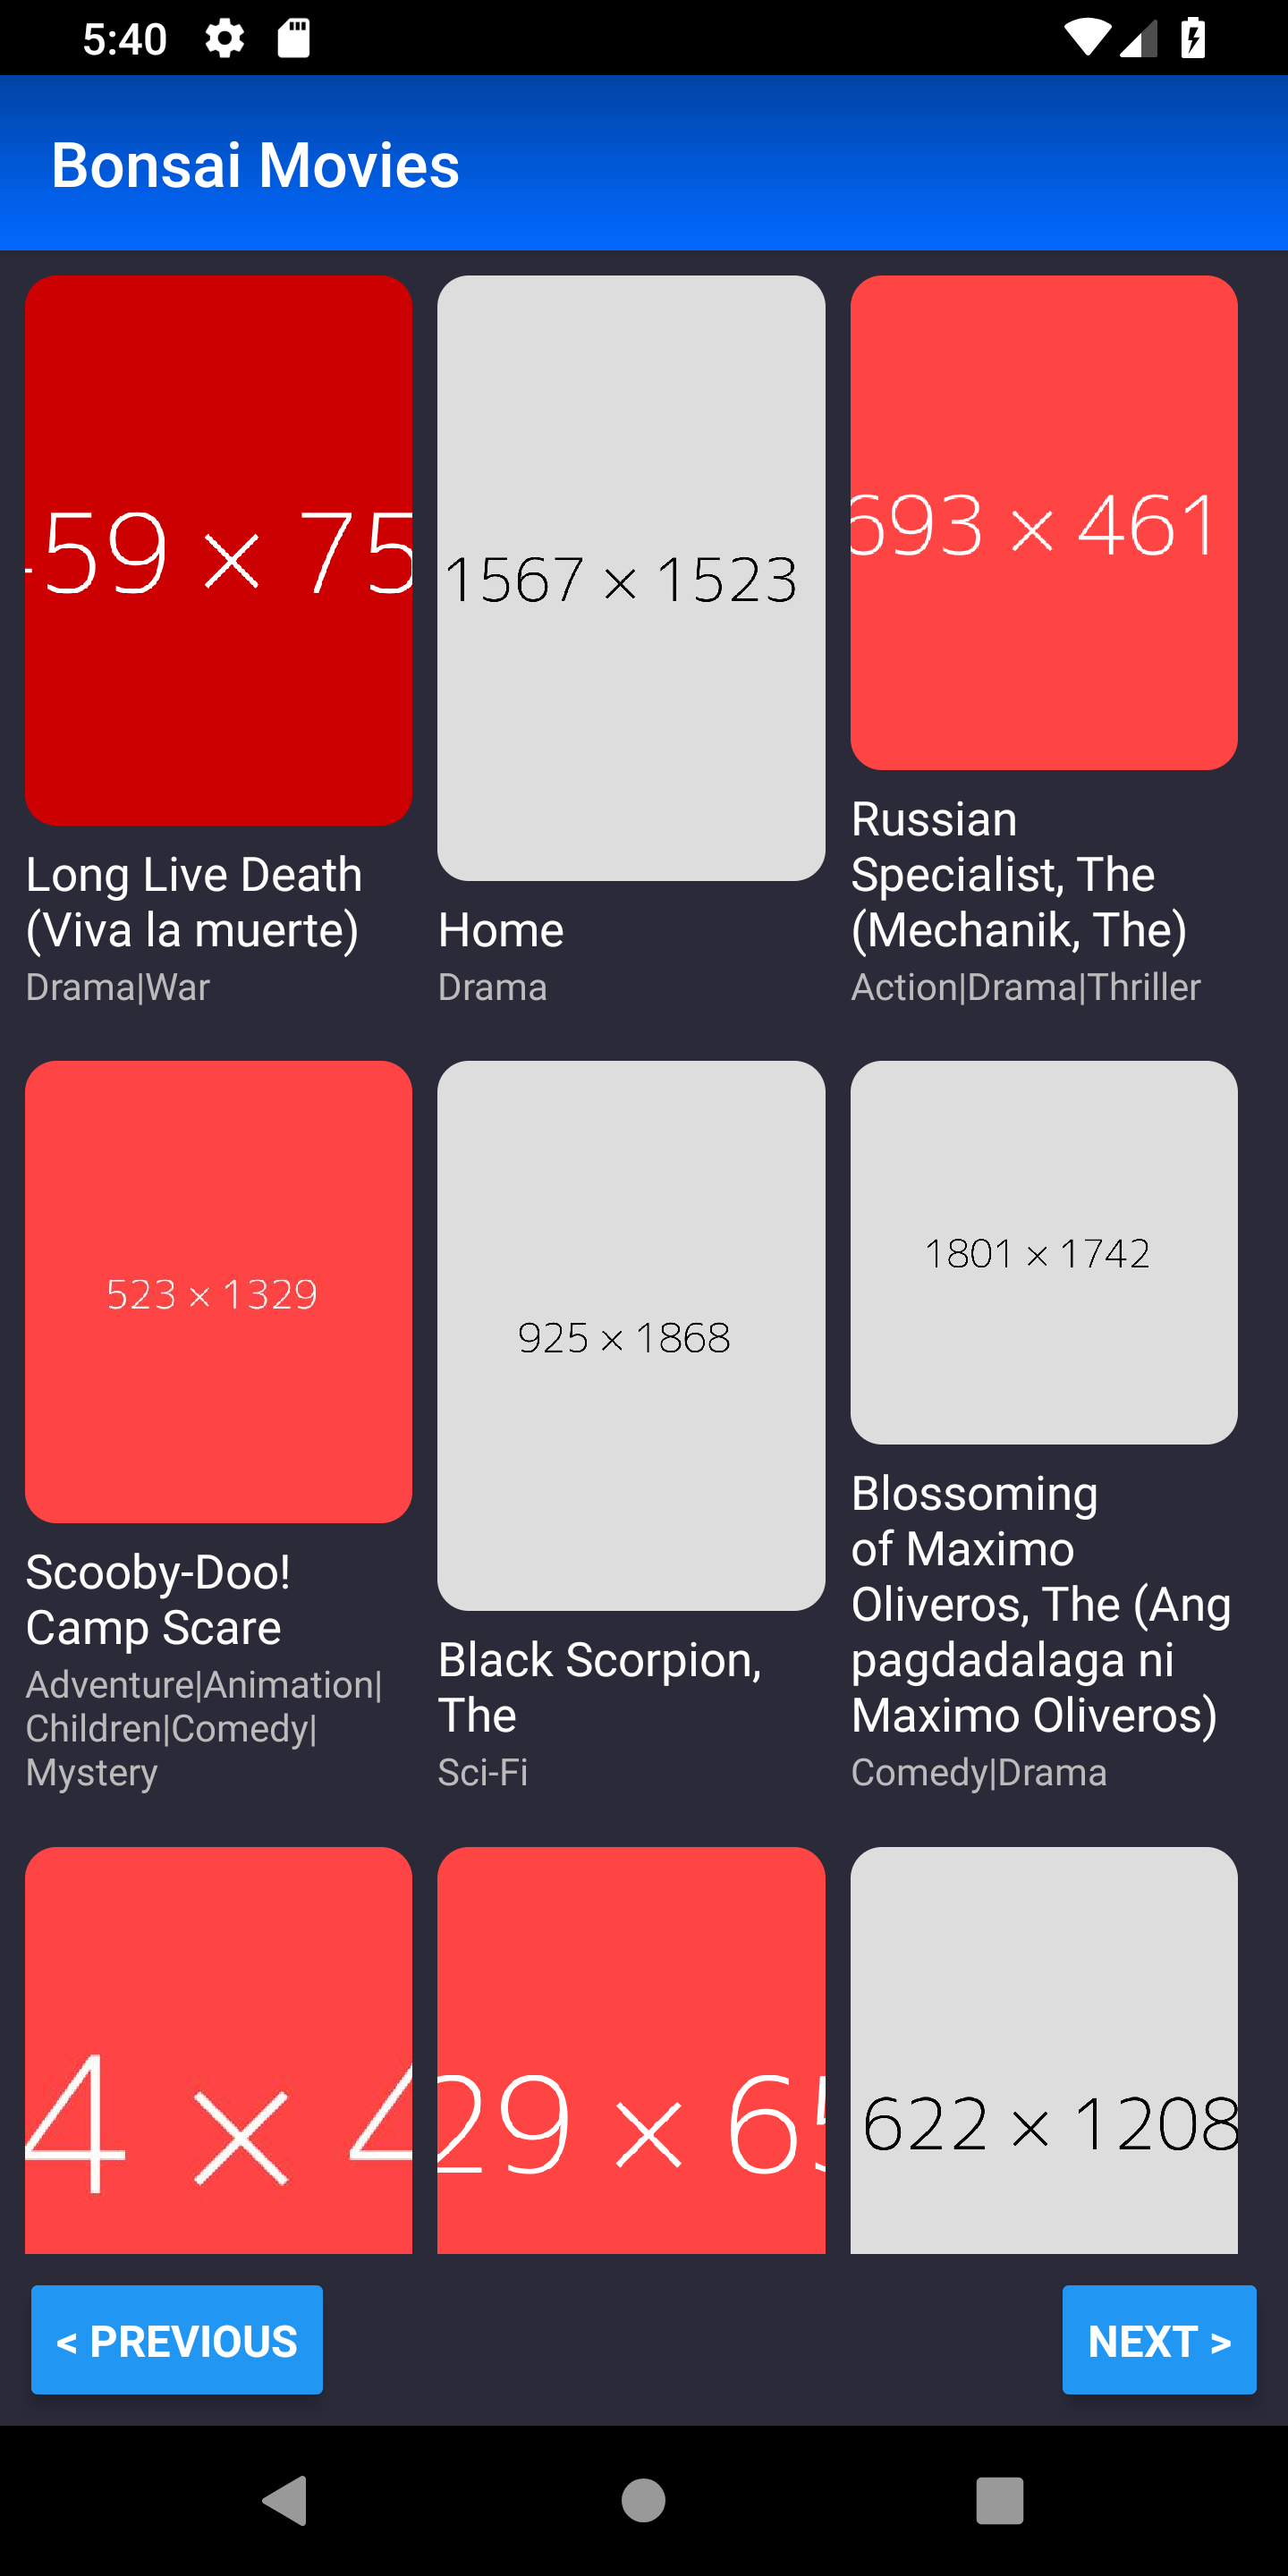 5:40
Bonsai Movies
59 × 75
1567 × 1523
693 × 461
Long Live Death
(Viva la muerte)
Drama|War
Home
Drama
Russian
Specialist, The
(Mechanik, The)
Action|Drama|Thriller
523 × 1329
925 × 1868
1801 × 1742
Scooby-Doo!
Camp Scare
Adventure|Animation|
Children|Comedy|
Mystery
Black Scorpion,
The
Sci-Fi
Blossoming
of Maximo
Oliveros, The (Ang
pagdadalaga ni
Maximo Oliveros)
Comedy|Drama
4 × 4
29 × 65
622 × 1208
< PREVIOUS
NEXT >